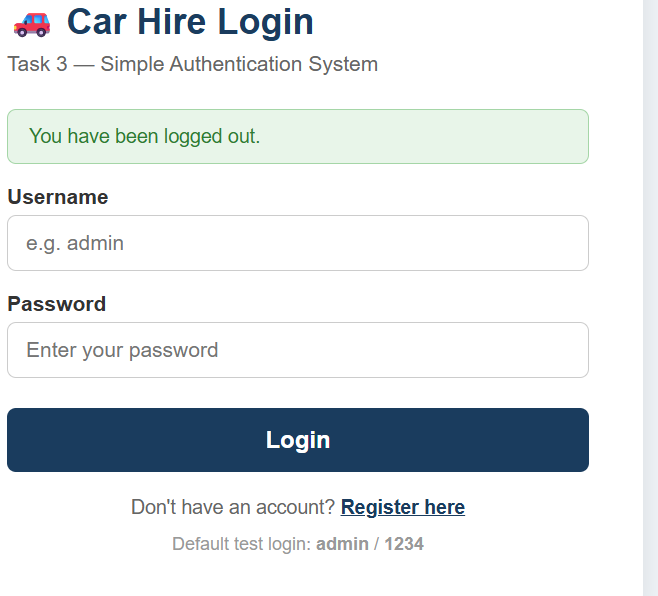 Car Hire Login
Task 3 — Simple Authentication System
You have been logged out.
Username
e.g. admin
Password
Enter your password
Login
Don't have an account? Register here
Default test login: admin / 1234